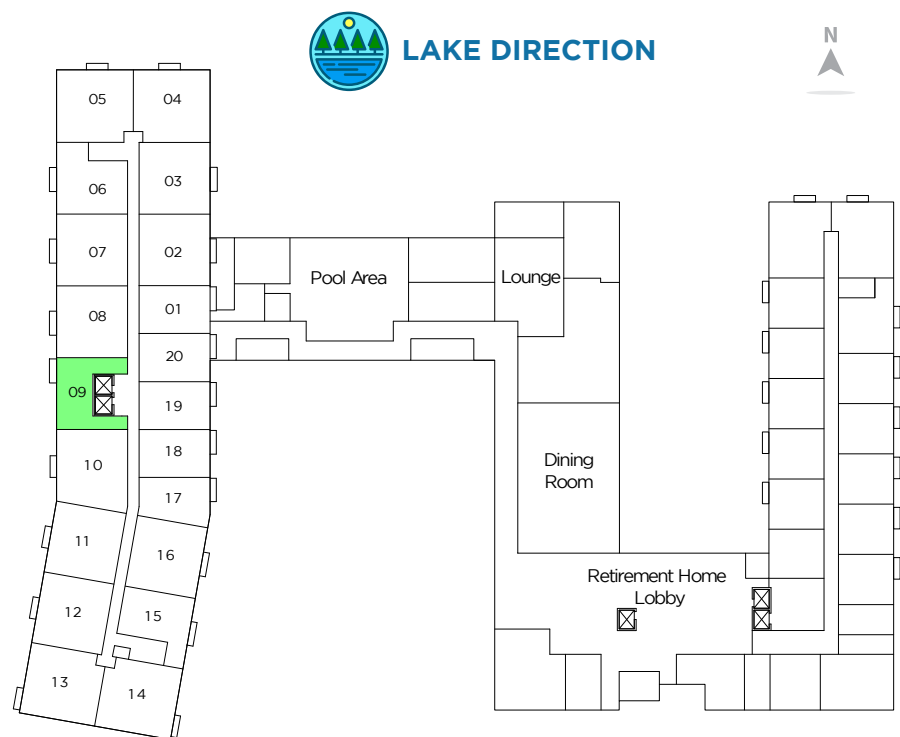 LAKE DIRECTION
N
05
04
06
03
07
02
Pool Area
Lounge
08
01
20
09
19
10
18
Dining
Room
17
11
16
Retirement Home
Lobby
12
15
13
14